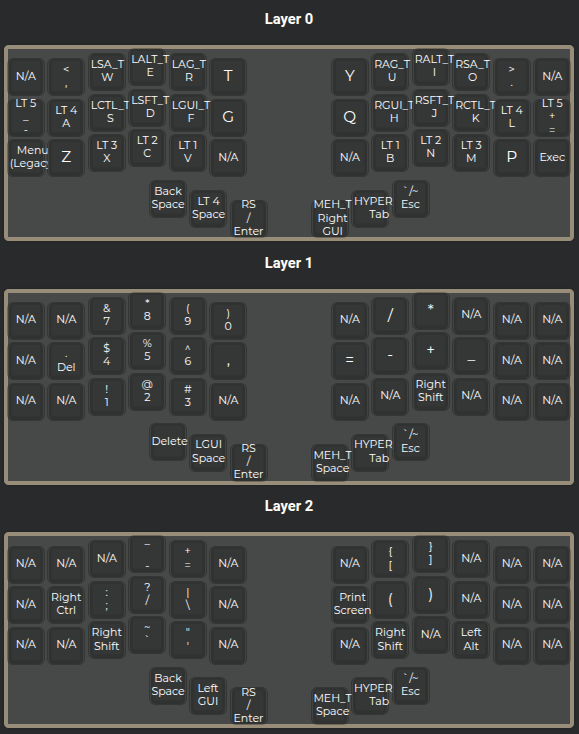 Layer 0
N/A < , LSA_T W LALT_T E LAG_T R T Y RAG_T U RALT_T I RSA_T O > . N/A
LT 5 _ - LT 4 A LCTL_T S LSFT_T D LGUI_T F G Q RGUI_T H RSFT_T J RCTL_T K LT 4 L LT 5 + =
Menu (Legacy Z LT 3 X LT 2 C LT 1 V N/A N/A LT 1 B LT 2 N LT 3 M P Exec
Back Space LT 4 Space RS / Enter MEH_T Right GUI HYPER Tab `/~ Esc
Layer 1
N/A N/A & 7 * 8 ( 9 ) 0 N/A / * N/A N/A N/A
N/A . Del $ 4 % 5 ^ 6 , = - + _ N/A N/A
N/A N/A ! 1 @ 2 # 3 N/A N/A N/A Right Shift N/A N/A N/A
Delete LGUI Space RS / Enter MEH_T Space HYPER Tab `/~ Esc
Layer 2
N/A N/A N/A _ - + = N/A N/A { [ } ] N/A N/A N/A
N/A Right Ctrl : ; ? / | \ N/A Print Screen ( ) N/A N/A N/A
N/A N/A Right Shift ~ ` " ' N/A N/A Right Shift N/A Left Alt N/A N/A
Back Space Left GUI RS / Enter MEH_T Space HYPER Tab `/~ Esc